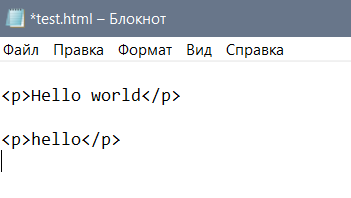 *test.html – Блокнот
Файл Правка Формат Вид Справка
<p>Hello world</p>
<p>hello</p>